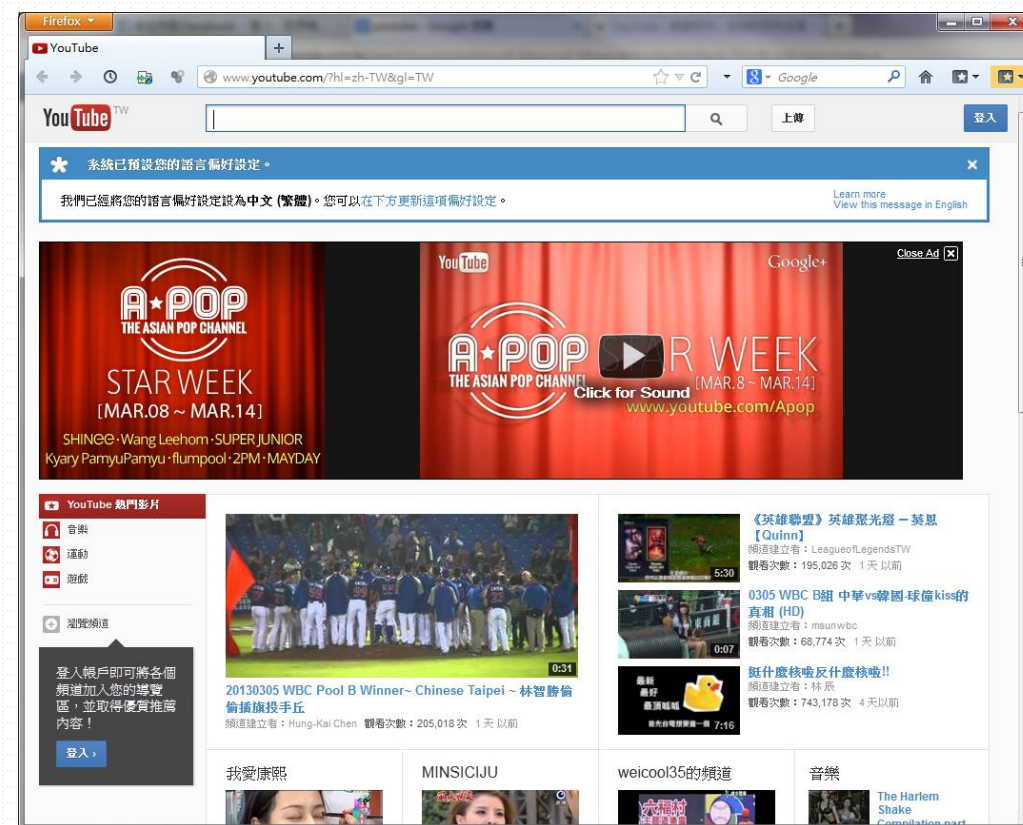 Firefox
YouTube
www.youtube.com/?hl=zh-TW&gl=TW
Google
YouTube TW
上傳
登入
系統已預設您的語言偏好設定。
我們已經將您的語言偏好設定設為中文 (繁體)。您可以在下方更新這項偏好設定。
Learn more
View this message in English
A★POP
THE ASIAN POP CHANNEL
STAR WEEK
[MAR.08 ~ MAR.14]
SHINee·Wang Leehom·SUPER JUNIOR
Kyary PamyuPamyu·flumpool·2PM·MAYDAY
YouTube
Google+
Close Ad
A★POP
THE ASIAN POP CHANNEL
STAR WEEK
[MAR.8 ~ MAR.14]
Click for Sound
www.youtube.com/Apop
YouTube 熱門影片
音樂
運動
遊戲
瀏覽頻道
登入帳戶即可將各個
頻道加入您的導覽
區，並取得優質推薦
內容！
登入 ›
0:31
20130305 WBC Pool B Winner~ Chinese Taipei ~ 林智勝偷
偷插旗投手丘
頻道建立者：Hung-Kai Chen 觀看次數：205,018 次 1 天 以前
5:30
《英雄聯盟》英雄聚光燈 – 葵恩
【Quinn】
頻道建立者：LeagueofLegendsTW
觀看次數：195,026 次 1 天 以前
0:07
0305 WBC B組 中華vs韓國-球僮kiss的
真相 (HD)
頻道建立者：msunwbc
觀看次數：68,774 次 1 天 以前
最新
最好
最頂呱呱
7:16
挺什麼核啦反什麼核啦!!
頻道建立者：林 辰
觀看次數：743,178 次 4 天以前
我愛康熙
MINSICIJU
weicool35的頻道
六福村
音樂
The Harlem
Shake
Compilation part